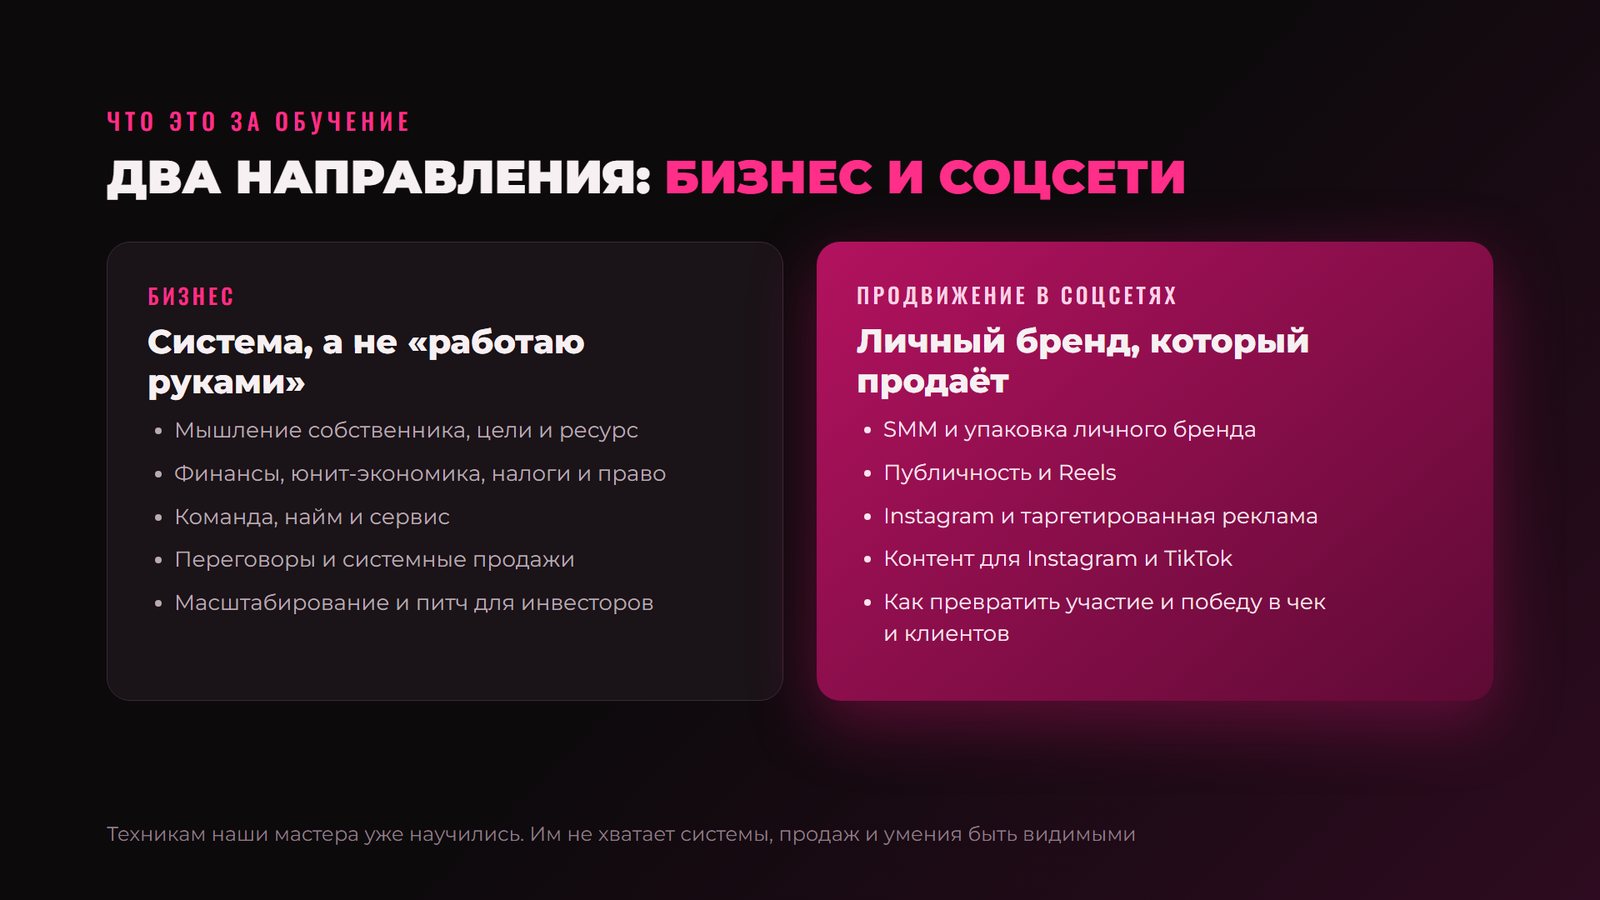 ЧТО ЭТО ЗА ОБУЧЕНИЕ
ДВА НАПРАВЛЕНИЯ: БИЗНЕС И СОЦСЕТИ
БИЗНЕС
Система, а не «работаю
руками»
• Мышление собственника, цели и ресурс
• Финансы, юнит-экономика, налоги и право
• Команда, найм и сервис
• Переговоры и системные продажи
• Масштабирование и питч для инвесторов
ПРОДВИЖЕНИЕ В СОЦСЕТЯХ
Личный бренд, который
продаёт
• SMM и упаковка личного бренда
• Публичность и Reels
• Instagram и таргетированная реклама
• Контент для Instagram и TikTok
• Как превратить участие и победу в чек
и клиентов
Техникам наши мастера уже научились. Им не хватает системы, продаж и умения быть видимыми